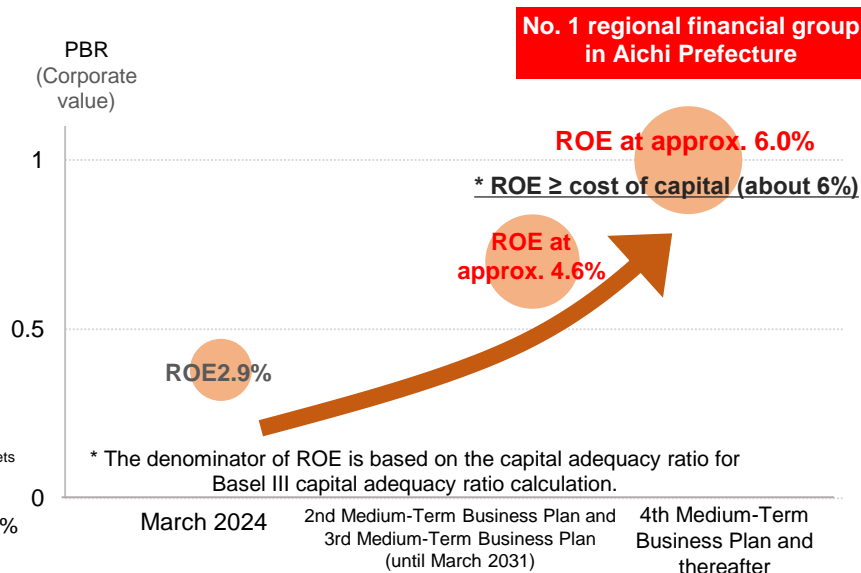 No. 1 regional financial group
in Aichi Prefecture
PBR
(Corporate
value)
1
ROE at approx. 6.0%
* ROE ≥ cost of capital (about 6%)
ROE at
approx. 4.6%
0.5
ROE2.9%
ets
* The denominator of ROE is based on the capital adequacy ratio for
Basel III capital adequacy ratio calculation.
0
%
March 2024
2nd Medium-Term Business Plan and
3rd Medium-Term Business Plan
(until March 2031)
4th Medium-Term
Business Plan and
thereafter